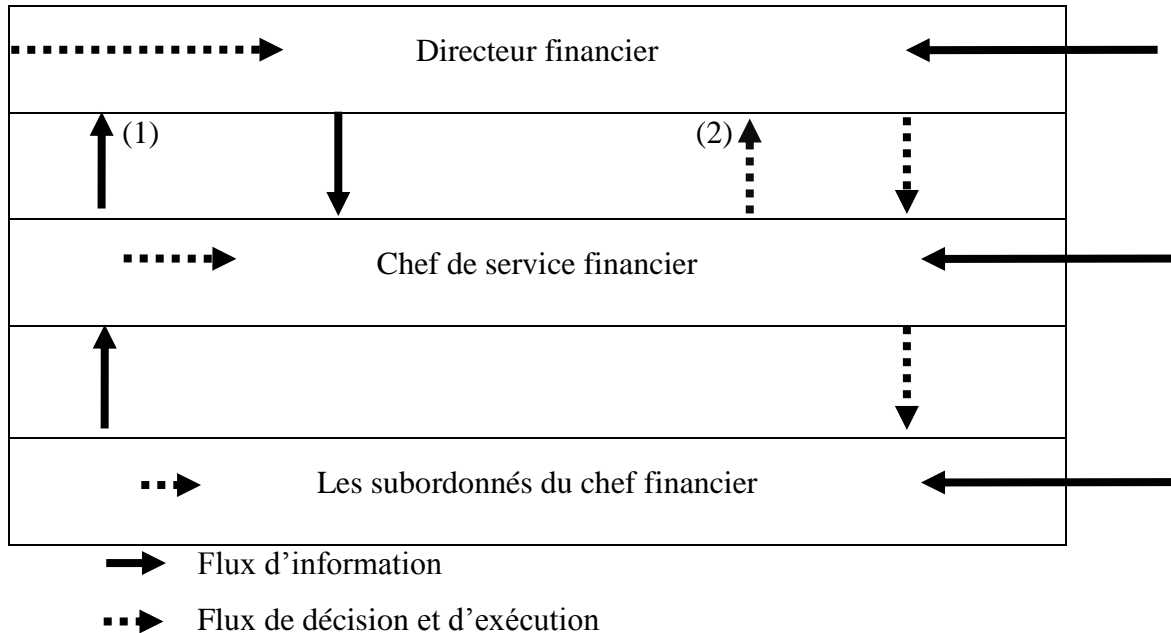 Directeur financier
(1)
(2)
Chef de service financier
Les subordonnés du chef financier
Flux d’information
Flux de décision et d’exécution